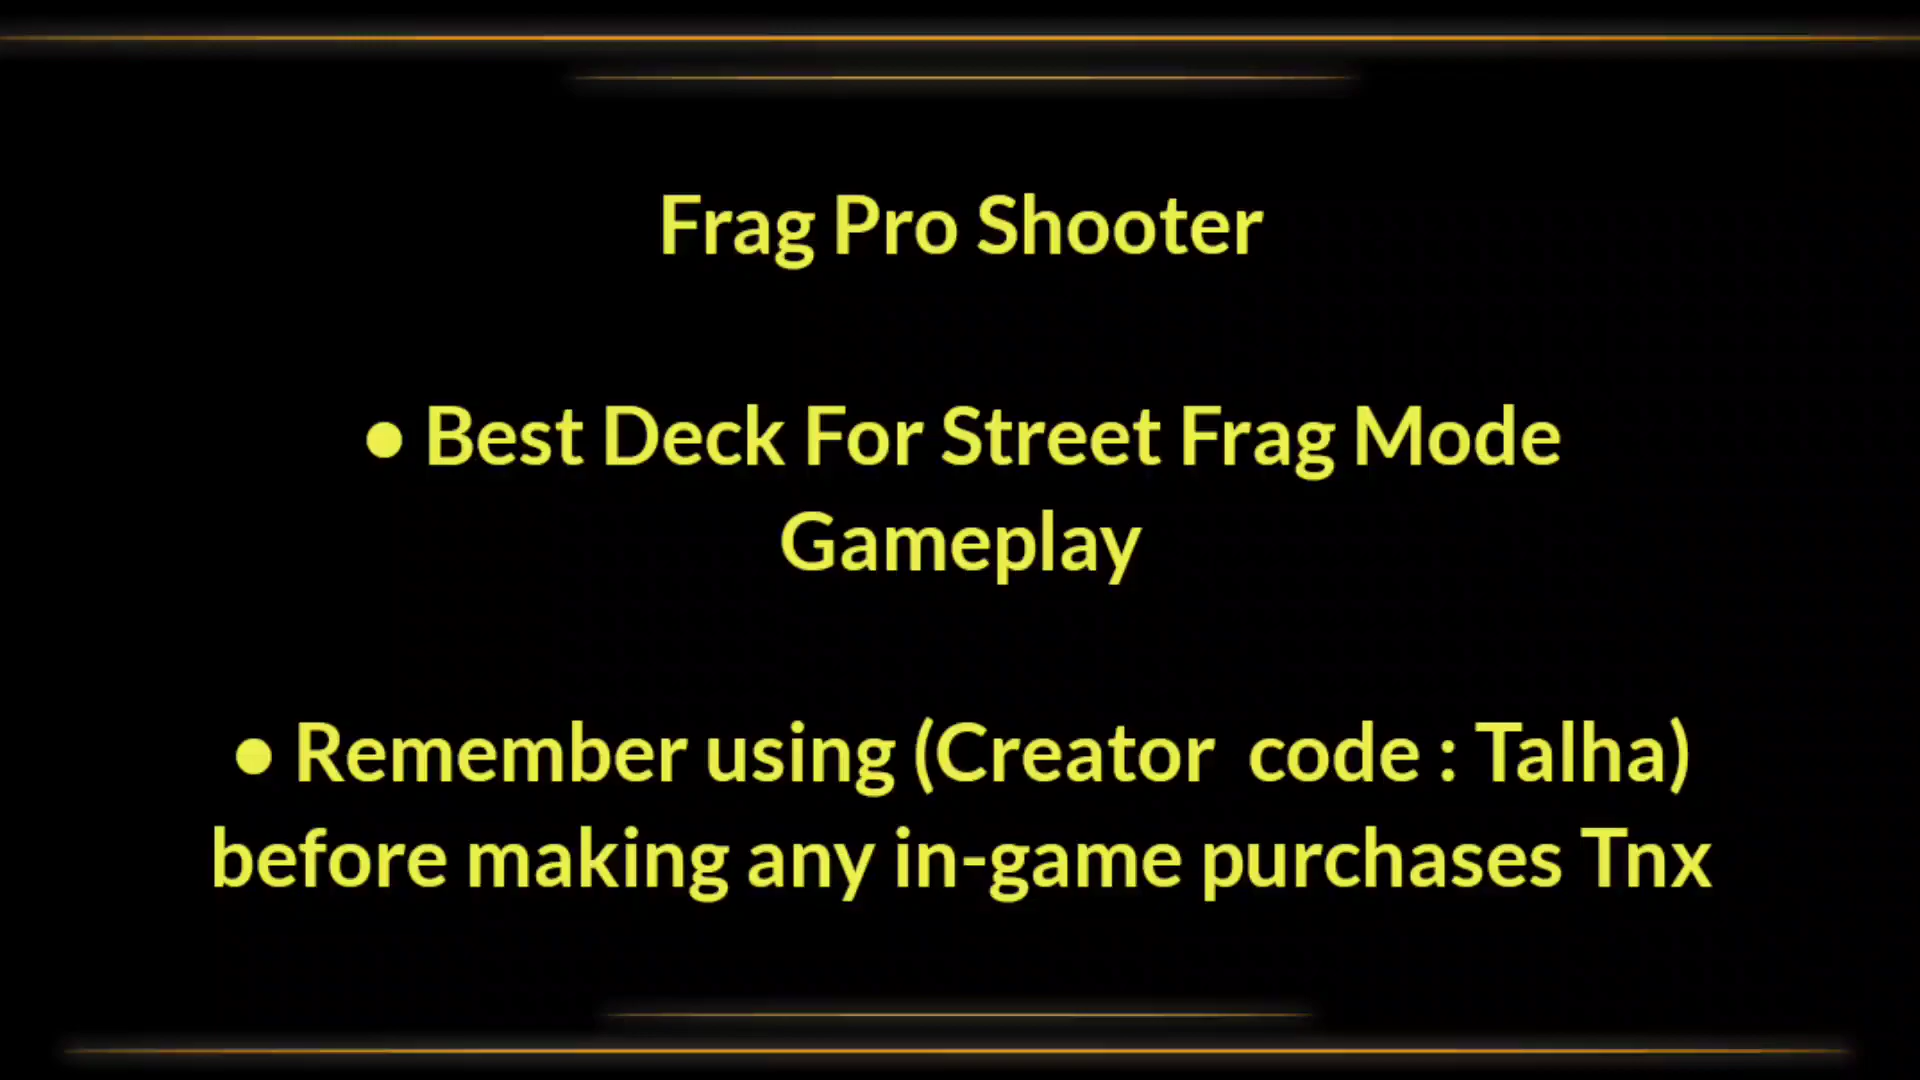 Frag Pro Shooter
● Best Deck For Street Frag Mode
Gameplay
● Remember using (Creator  code : Talha)
before making any in-game purchases Tnx